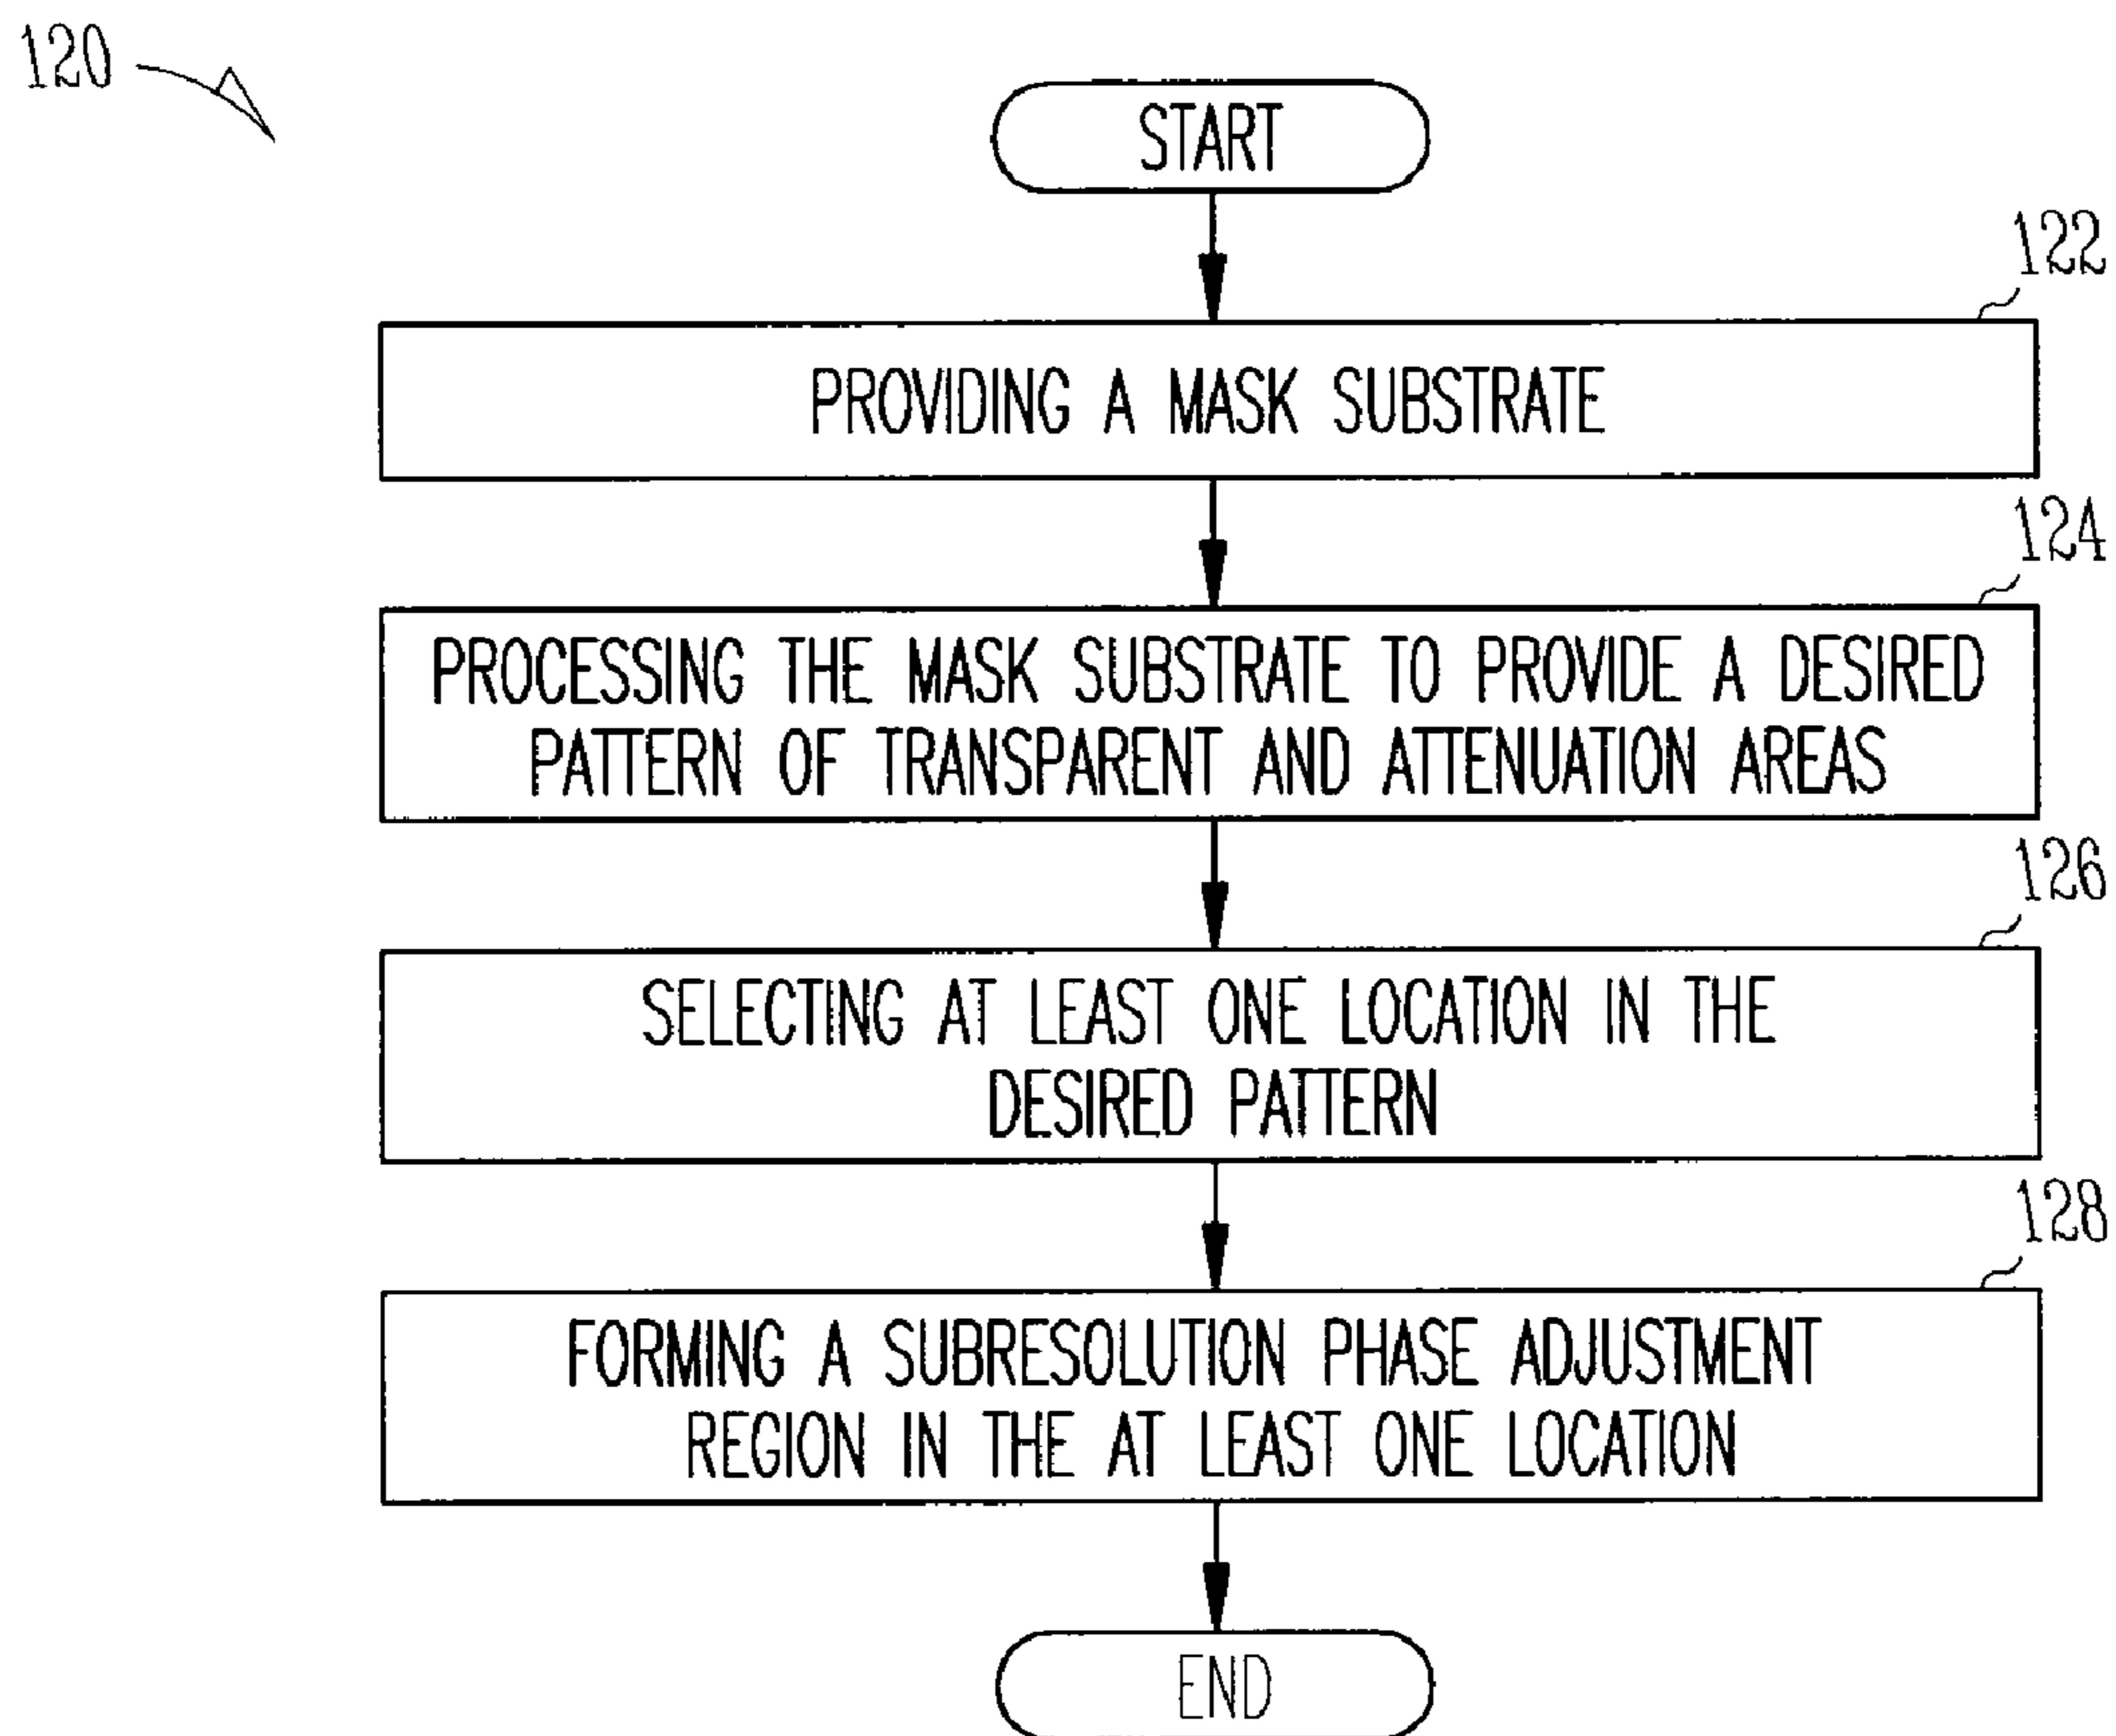 120
START
122
PROVIDING A MASK SUBSTRATE
124
PROCESSING THE MASK SUBSTRATE TO PROVIDE A DESIRED
PATTERN OF TRANSPARENT AND ATTENUATION AREAS
126
SELECTING AT LEAST ONE LOCATION IN THE
DESIRED PATTERN
128
FORMING A SUBRESOLUTION PHASE ADJUSTMENT
REGION IN THE AT LEAST ONE LOCATION
END